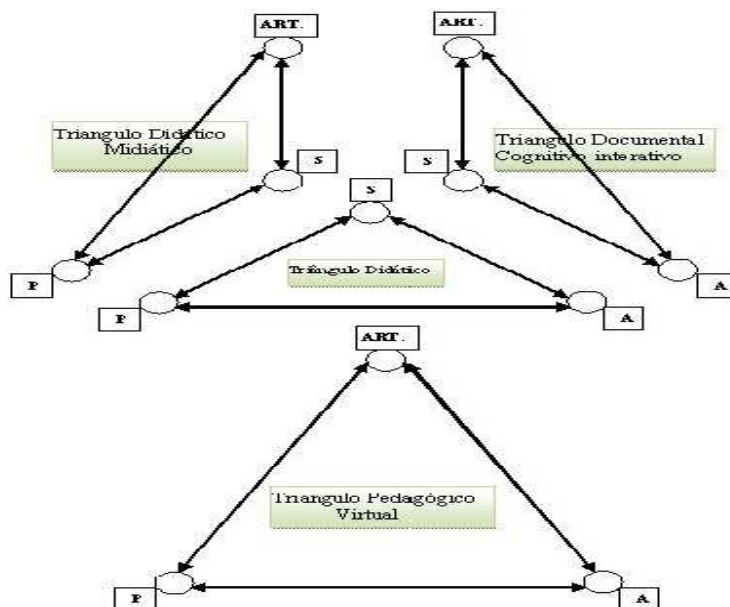 ART.
ART.
Triangulo Didático
Midiático
Triangulo Documental
Cognitivo interativo
S
S
S
Triângulo Didático
P
A
P
A
ART.
Triangulo Pedagógico
Virtual
P
A